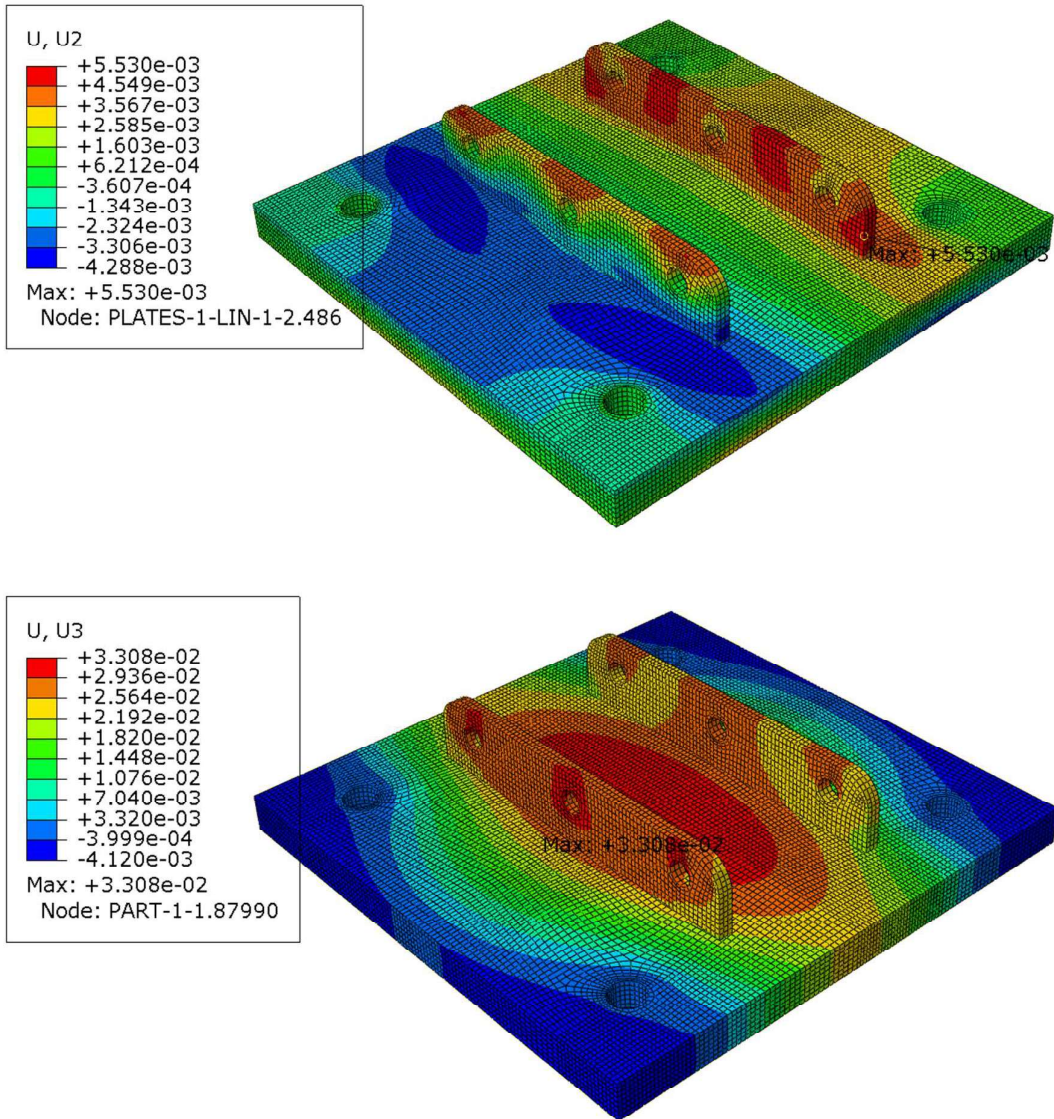 U, U2
+5.530e-03
+4.549e-03
+3.567e-03
+2.585e-03
+1.603e-03
+6.212e-04
-3.607e-04
-1.343e-03
-2.324e-03
-3.306e-03
-4.288e-03
Max: +5.530e-03
Node: PLATES-1-LIN-1-2.486
Max: +5.530e-03
U, U3
+3.308e-02
+2.936e-02
+2.564e-02
+2.192e-02
+1.820e-02
+1.448e-02
+1.076e-02
+7.040e-03
+3.320e-03
-3.999e-04
-4.120e-03
Max: +3.308e-02
Node: PART-1-1.87990
Max: +3.308e-02